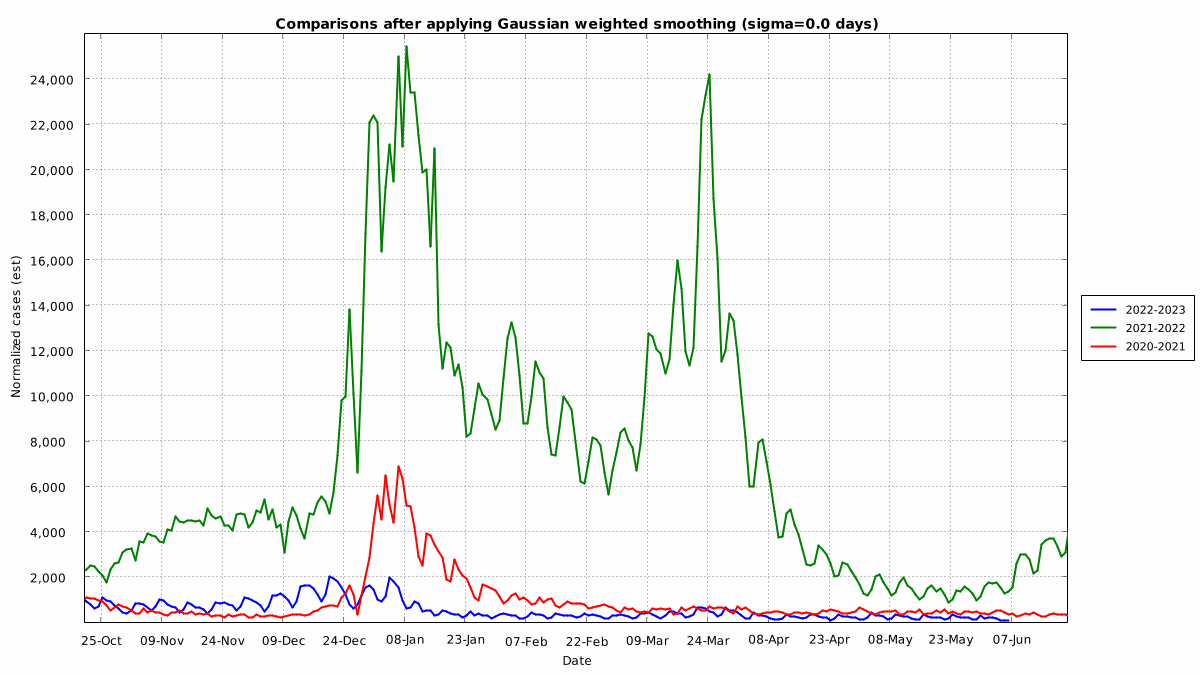 Comparisons after applying Gaussian weighted smoothing (sigma=0.0 days)
24,000
22,000
20,000
18,000
16,000
14,000
12,000
10,000
8,000
6,000
4,000
2,000
Normalized cases (est)
25-Oct
09-Nov
24-Nov
09-Dec
24-Dec
08-Jan
23-Jan
07-Feb
22-Feb
09-Mar
24-Mar
08-Apr
23-Apr
08-May
23-May
07-Jun
Date
2022-2023
2021-2022
2020-2021